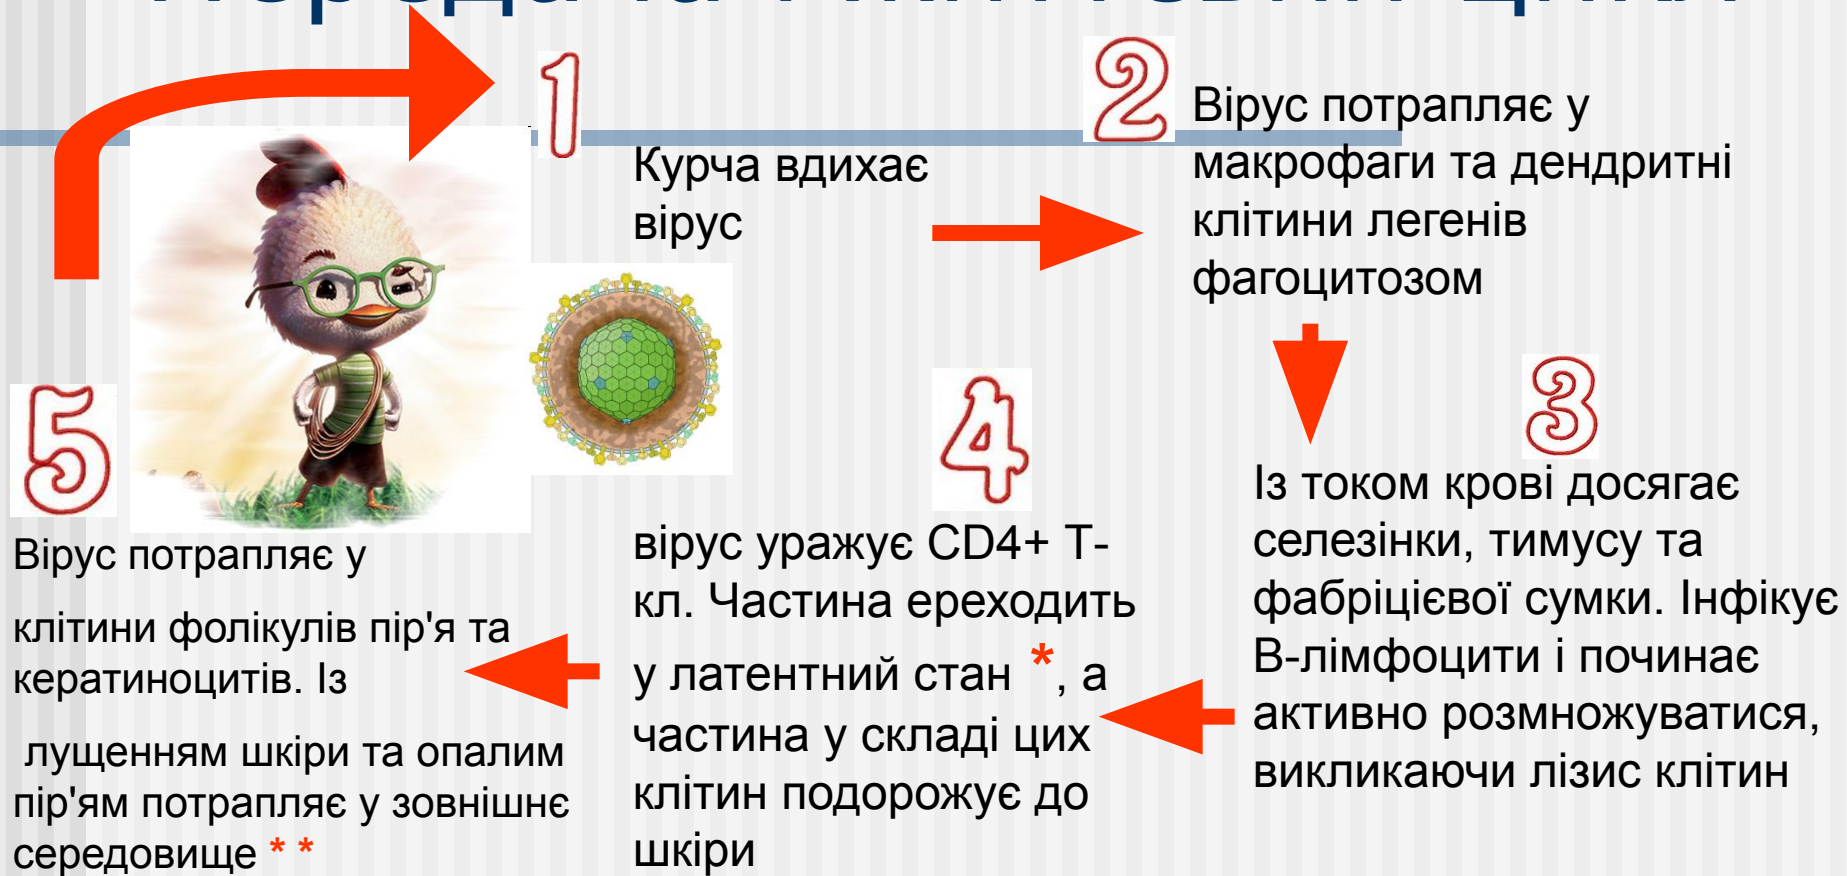 Передача і життєвий цикл
1
Курча вдихає
вірус
2
Вірус потрапляє у
макрофаги та дендритні
клітини легенів
фагоцитозом
3
Із током крові досягає
селезінки, тимусу та
фабріцієвої сумки. Інфікує
В-лімфоцити і починає
активно розмножуватися,
викликаючи лізис клітин
4
вірус уражує CD4+ T-
кл. Частина ереходить
у латентний стан *, а
частина у складі цих
клітин подорожує до
шкіри
5
Вірус потрапляє у
клітини фолікулів пір'я та
кератиноцитів. Із
лущенням шкіри та опалим
пір'ям потрапляє у зовнішнє
середовище * *